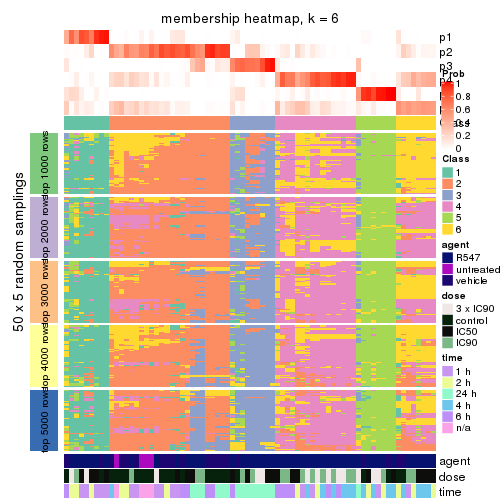 membership heatmap, k = 6
p1
p2
p3
p4
Prob
1
0.8
0.6
0.4
0.2
0
Class
1
2
3
4
5
6
agent
R547
untreated
vehicle
dose
3 x IC90
control
IC50
IC90
time
1 h
2 h
24 h
4 h
6 h
n/a
50 x 5 random samplings
top 1000 rows
top 2000 rows
top 3000 rows
top 4000 rows
top 5000 rows
agent
dose
time